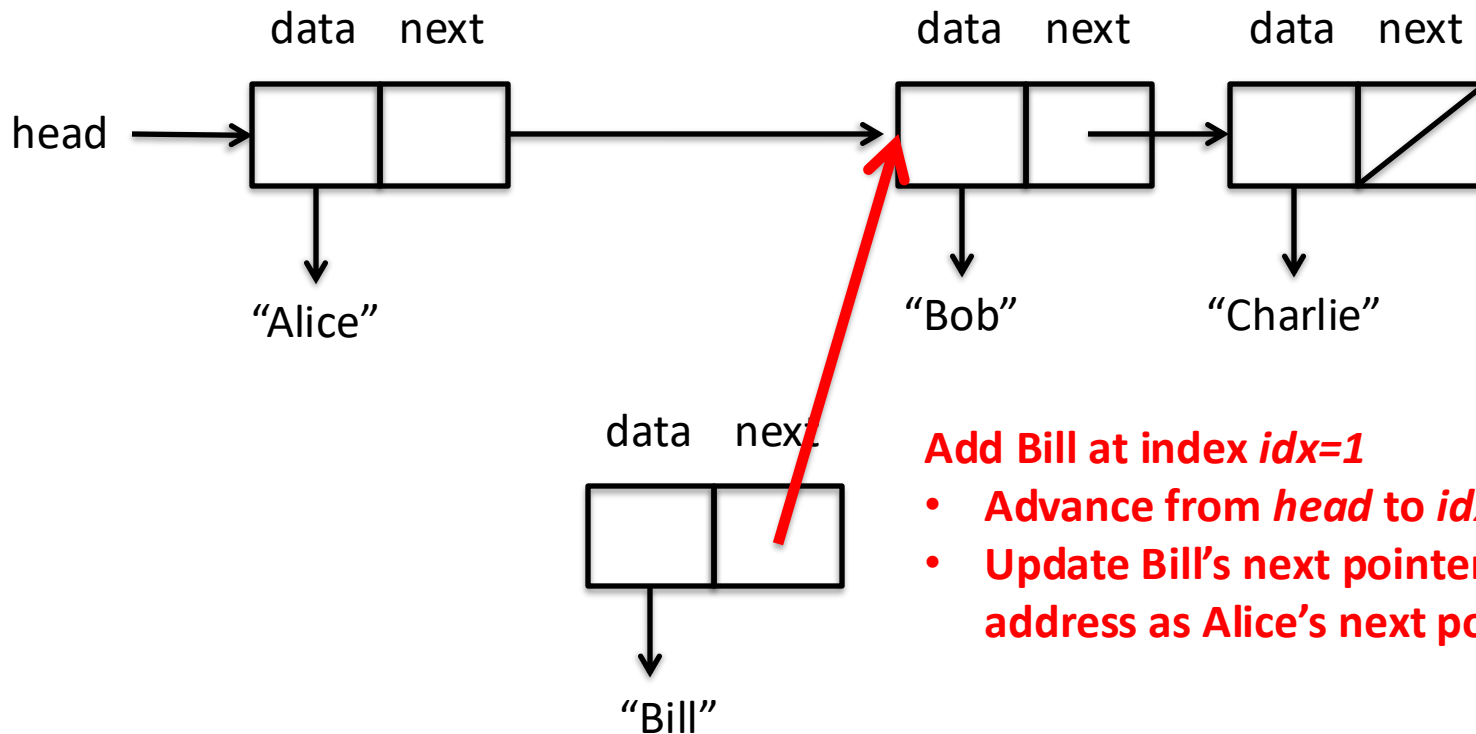 data next data next data next
head
“Alice” “Bob” “Charlie”
data next
Add Bill at index idx=1
• Advance from head to
• Update Bill’s next
address as Alice’s next
“Bill”